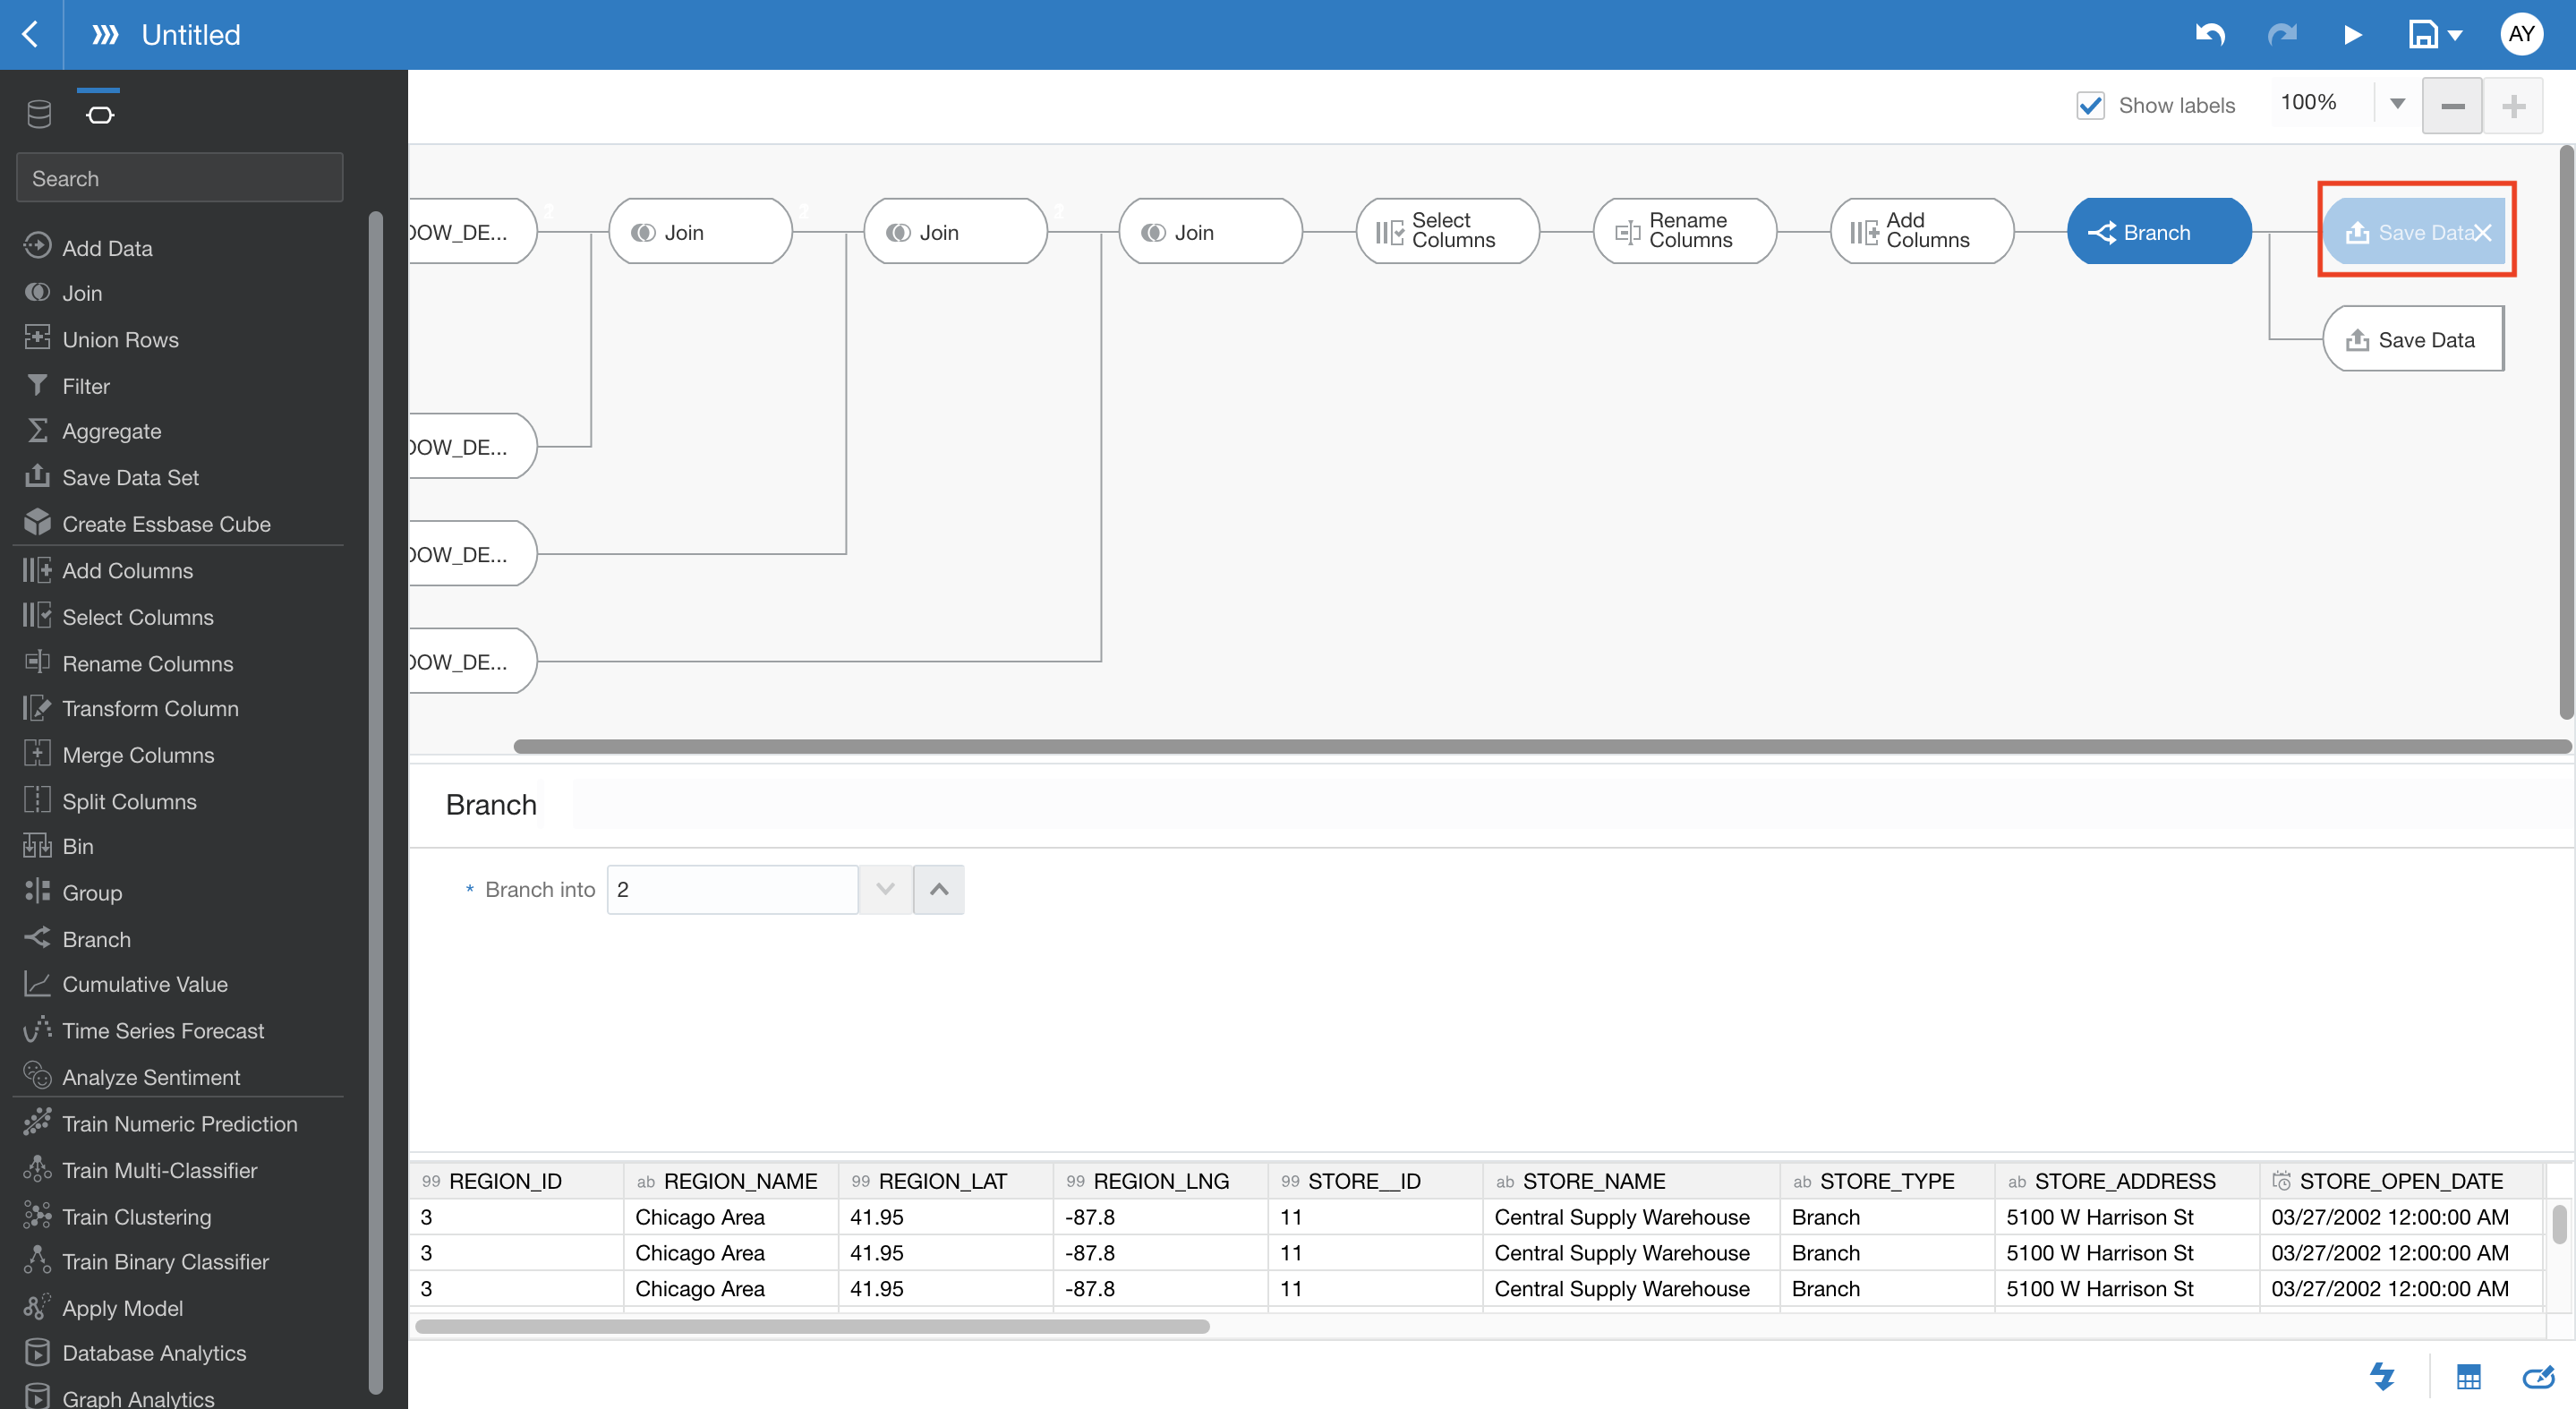 Untitled
AY
Show labels
100%
Search
Add Data
Join
Union Rows
Filter
Aggregate
Save Data Set
Create Essbase Cube
Add Columns
Select Columns
Rename Columns
Transform Column
Merge Columns
Split Columns
Bin
Group
Branch
Cumulative Value
Time Series Forecast
Analyze Sentiment
Train Numeric Prediction
Train Multi-Classifier
Train Clustering
Train Binary Classifier
Apply Model
Database Analytics
Graph Analytics
OW_DE...
2
Join
2
Join
2
Join
Select
Columns
Rename
Columns
Add
Columns
Branch
Save Data
Save Data
OW_DE...
OW_DE...
OW_DE...
Branch
* Branch into 2
99 REGION_ID ab REGION_NAME 99 REGION_LAT 99 REGION_LNG 99 STORE__ID ab STORE_NAME ab STORE_TYPE ab STORE_ADDRESS STORE_OPEN_DATE
3 Chicago Area 41.95 -87.8 11 Central Supply Warehouse Branch 5100 W Harrison St 03/27/2002 12:00:00 AM
3 Chicago Area 41.95 -87.8 11 Central Supply Warehouse Branch 5100 W Harrison St 03/27/2002 12:00:00 AM
3 Chicago Area 41.95 -87.8 11 Central Supply Warehouse Branch 5100 W Harrison St 03/27/2002 12:00:00 AM